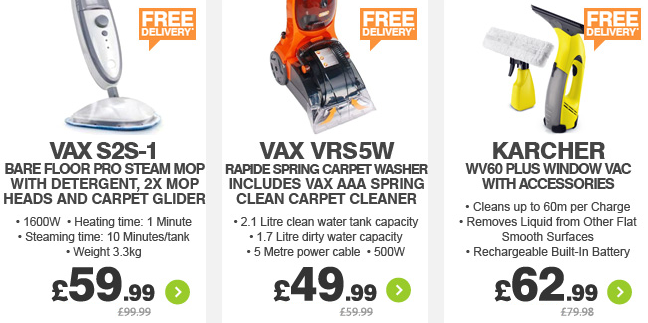 FREE
DELIVERY*
VAX S2S-1
BARE FLOOR PRO STEAM MOP
WITH DETERGENT, 2X MOP
HEADS AND CARPET GLIDER
• 1600W • Heating time: 1 Minute
• Steaming time: 10 Minutes/tank
• Weight 3.3kg
£59.99
£99.99
FREE
DELIVERY*
VAX VRS5W
RAPIDE SPRING CARPET WASHER
INCLUDES VAX AAA SPRING
CLEAN CARPET CLEANER
• 2.1 Litre clean water tank capacity
• 1.7 Litre dirty water capacity
• 5 Metre power cable • 500W
£49.99
£59.99
FREE
DELIVERY*
KARCHER
WV60 PLUS WINDOW VAC
WITH ACCESSORIES
• Cleans up to 60m per Charge
• Removes Liquid from Other Flat
Smooth Surfaces
• Rechargeable Built-In Battery
£62.99
£79.98